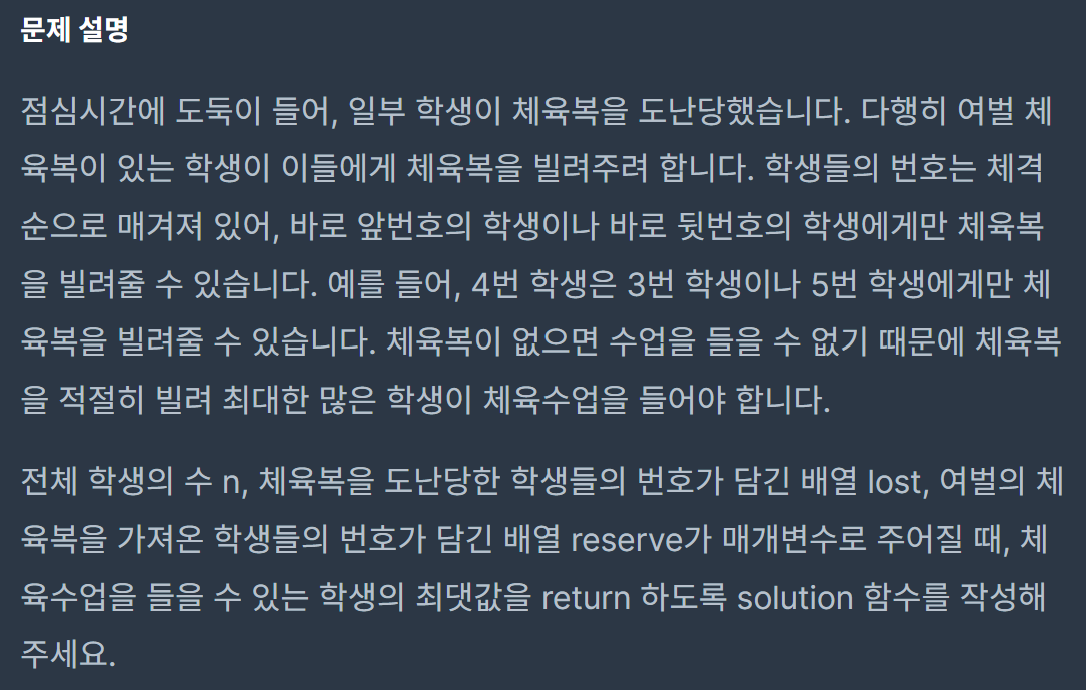 문제 설명
점심시간에 도둑이 들어, 일부 학생이 체육복을 도난당했습니다. 다행히 여벌 체
육복이 있는 학생이 이들에게 체육복을 빌려주려 합니다. 학생들의 번호는 체격
순으로 매겨져 있어, 바로 앞번호의 학생이나 바로 뒷번호의 학생에게만 체육복
을 빌려줄 수 있습니다. 예를 들어, 4번 학생은 3번 학생이나 5번 학생에게만 체
육복을 빌려줄 수 있습니다. 체육복이 없으면 수업을 들을 수 없기 때문에 체육복
을 적절히 빌려 최대한 많은 학생이 체육수업을 들어야 합니다.
전체 학생의 수 n, 체육복을 도난당한 학생들의 번호가 담긴 배열 lost, 여벌의 체
육복을 가져온 학생들의 번호가 담긴 배열 reserve가 매개변수로 주어질 때, 체
육수업을 들을 수 있는 학생의 최댓값을 return 하도록 solution 함수를 작성해
주세요.